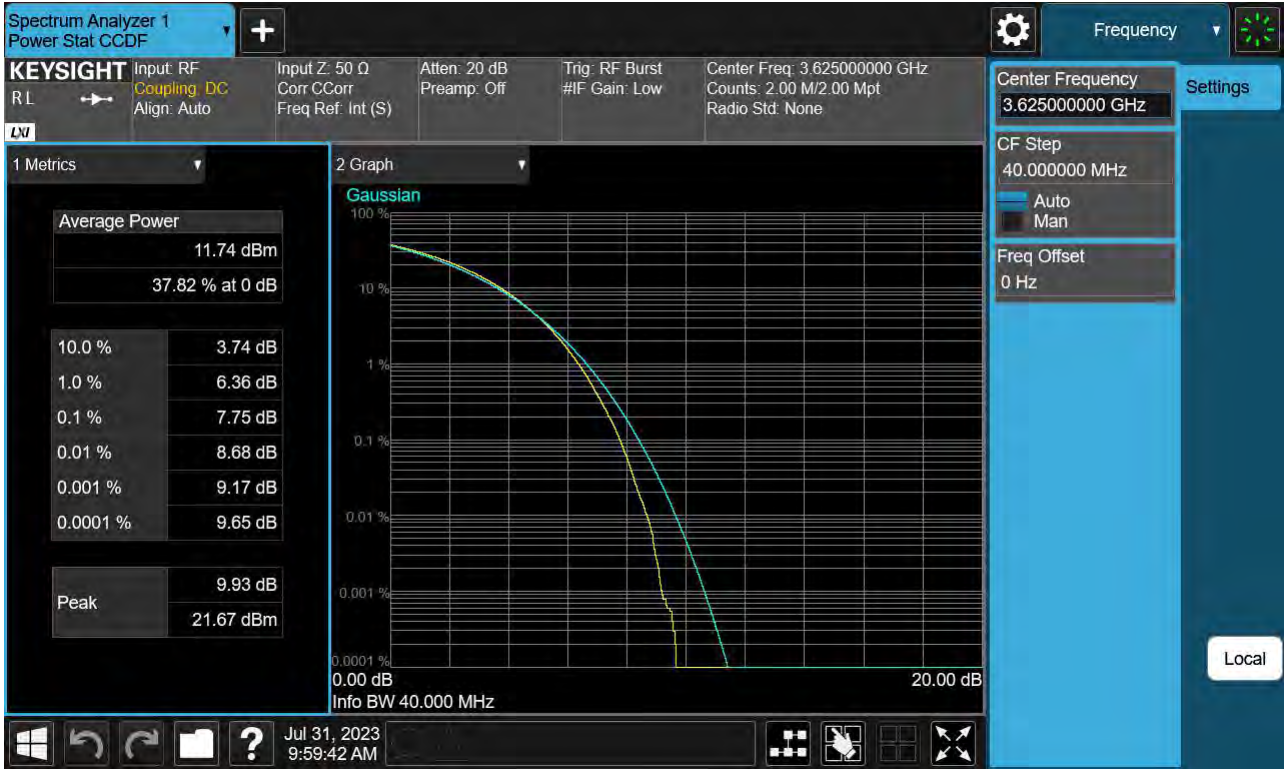 Spectrum Analyzer 1
Power Stat CCDF
Frequency
KEYSIGHT
RL
LXI
Input: RF
Coupling: DC
Align: Auto
Input Z: 50 Ω
Corr CCorr
Freq Ref: Int (S)
Atten: 20 dB
Preamp: Off
Trig: RF Burst
#IF Gain: Low
Center Freq: 3.625000000 GHz
Counts: 2.00 M/2.00 Mpt
Radio Std: None
Center Frequency
3.625000000 GHz
Settings
CF Step
40.000000 MHz
Auto
Man
Freq Offset
0 Hz
1 Metrics
Average Power
11.74 dBm
37.82 % at 0 dB
10.0 % 3.74 dB
1.0 % 6.36 dB
0.1 % 7.75 dB
0.01 % 8.68 dB
0.001 % 9.17 dB
0.0001 % 9.65 dB
Peak
9.93 dB
21.67 dBm
2 Graph
Gaussian
100 %
10 %
1 %
0.1 %
0.01 %
0.001 %
0.0001 %
0.00 dB
20.00 dB
Info BW 40.000 MHz
Local
?
Jul 31, 2023
9:59:42 AM